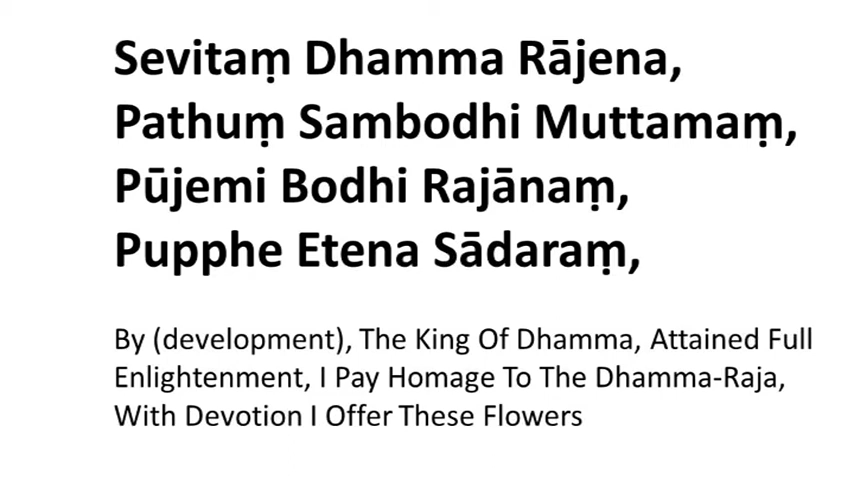 Sevitaṃ Dhamma Rājena,
Pathuṃ Sambodhi Muttamaṃ,
Pūjemi Bodhi Rajānaṃ,
Pupphe Etena Sādaraṃ,
By (development), The King Of Dhamma, Attained Full
Enlightenment, I Pay Homage To The Dhamma-Raja,
With Devotion I Offer These Flowers